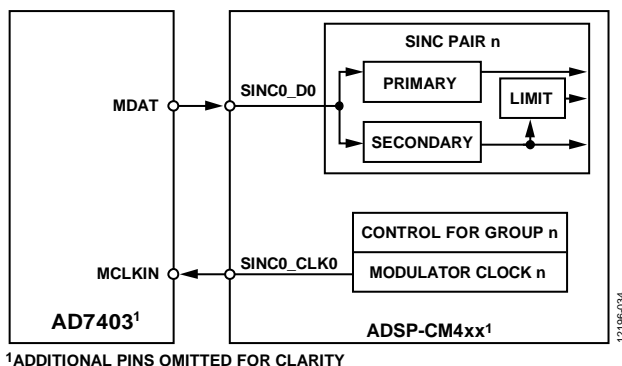 SINC PAIR n
SINC0_D0
PRIMARY
MDAT
LIMIT
SECONDARY
CONTROL FOR GROUP n
SINC0_CLK0
MCLKIN
MODULATOR CLOCK n
AD7403¹
ADSP-CM4xx¹
12196-034
¹ADDITIONAL PINS OMITTED FOR CLARITY